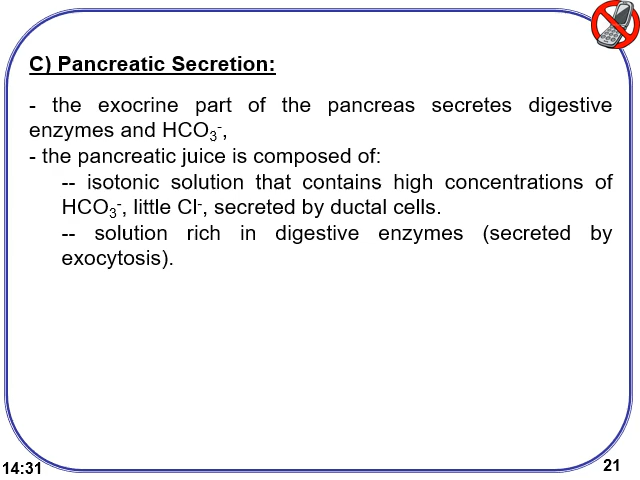 C) Pancreatic Secretion:
- the exocrine part of the pancreas secretes digestive
enzymes and HCO₃⁻,
- the pancreatic juice is composed of:
-- isotonic solution that contains high concentrations of
HCO₃⁻, little Cl⁻, secreted by ductal cells.
-- solution rich in digestive enzymes (secreted by
exocytosis).
14:31
21